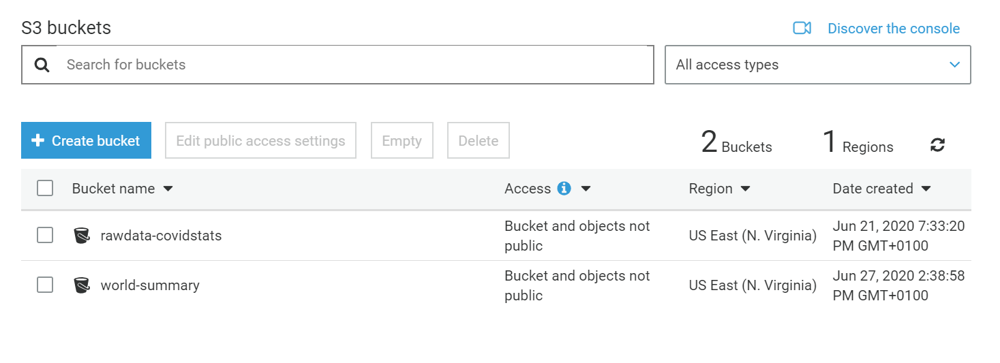 S3 buckets
Discover the console
Search for buckets
All access types
Create bucket
Edit public access settings
Empty
Delete
2 Buckets
1 Regions
Bucket name
Access
Region
Date created
rawdata-covidstats
Bucket and objects not
public
US East (N. Virginia)
Jun 21, 2020 7:33:20
PM GMT+0100
world-summary
Bucket and objects not
public
US East (N. Virginia)
Jun 27, 2020 2:38:58
PM GMT+0100